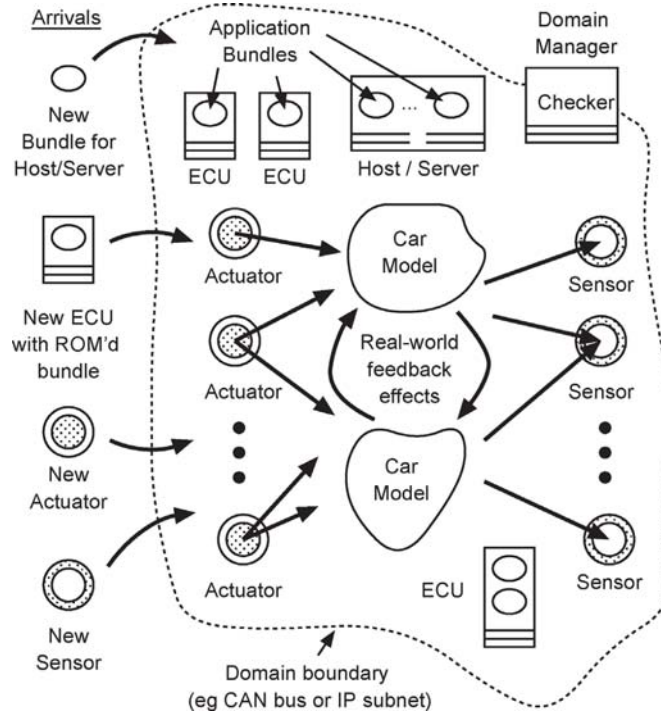 Arrivals
New
Bundle for
Host/Server
New ECU
with ROM'd
bundle
New
Actuator
New
Sensor
Application
Bundles
ECU
ECU
...
Host / Server
Domain
Manager
Checker
Actuator
Actuator
Actuator
Car
Model
Real-world
feedback
effects
Car
Model
Sensor
Sensor
Sensor
ECU
Domain boundary
(eg CAN bus or IP subnet)